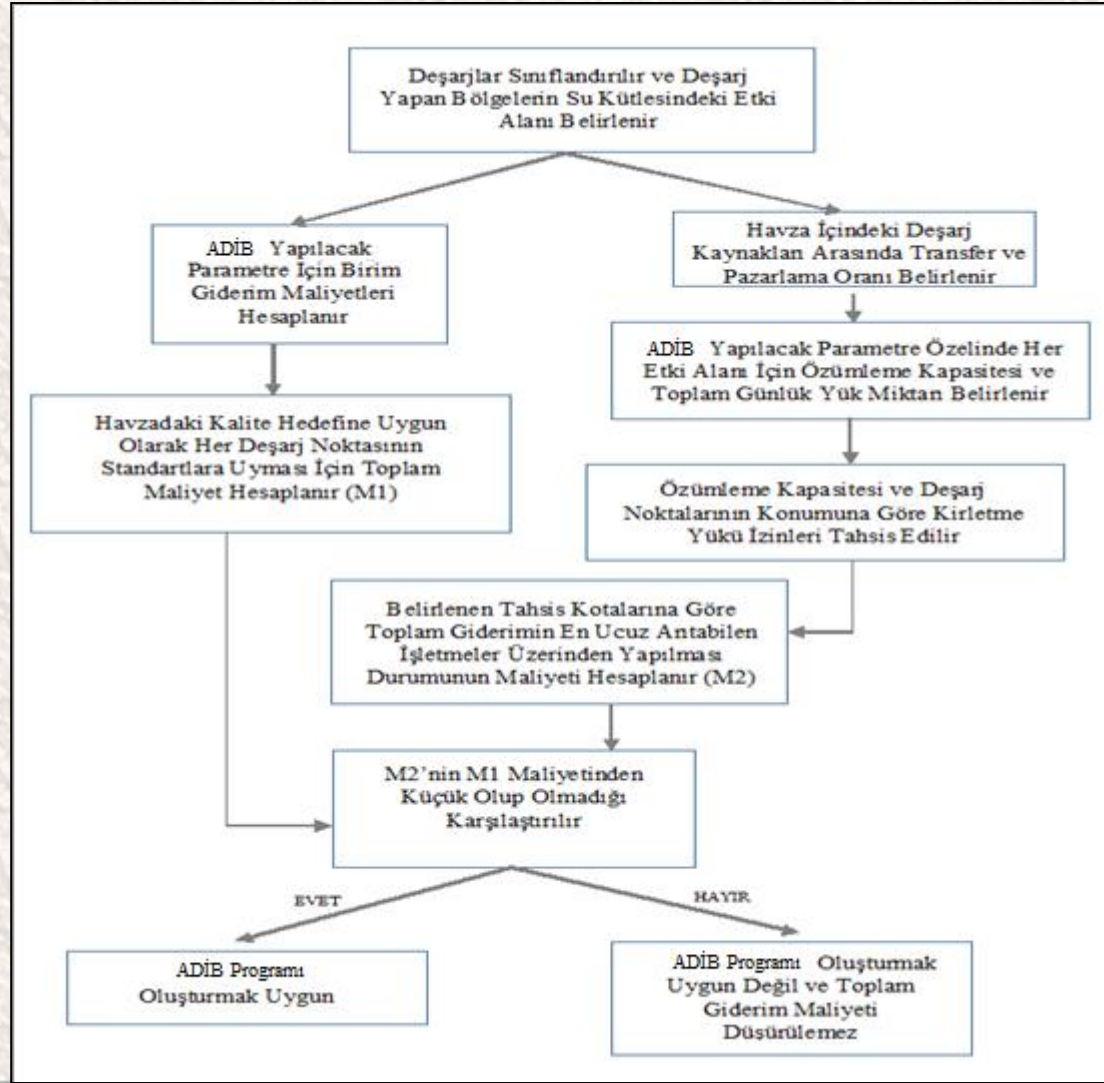 Deşarjlar Sınıflandırılır ve Deşarj
Yapan Bölgelerin Su Kütlesindeki Etki
Alanı Belirlenir
ADİB Yapılacak
Parametre İçin Birim
Giderim Maliyetleri
Hesaplanır
Havzadaki Kalite Hedefine Uygun
Olarak Her Deşarj Noktasının
Standartlara Uyması İçin Toplam
Maliyet Hesaplanır (M1)
Havza İçindeki Deşarj
Kaynakları Arasında Transfer ve
Pazarlama Oranı Belirlenir
ADİB Yapılacak Parametre Özelinde Her
Etki Alanı İçin Özümleme Kapasitesi ve
Toplam Günlük Yük Miktarı Belirlenir
Özümleme Kapasitesi ve Deşarj
Noktalarının Konumuna Göre Kirletme
Yükü İzinleri Tahsis Edilir
Belirlenen Tahsis Kotalarına Göre
Toplam Giderimin En Ucuz Arıtabilen
İşletmeler Üzerinden Yapılması
Durumunun Maliyeti Hesaplanır (M2)
M2'nin M1 Maliyetinden
Küçük Olup Olmadığı
Karşılaştırılır
EVET
HAYIR
ADİB Programı
Oluşturmak Uygun
ADİB Programı Oluşturmak
Uygun Değil ve Toplam
Giderim Maliyeti
Düşürülemez